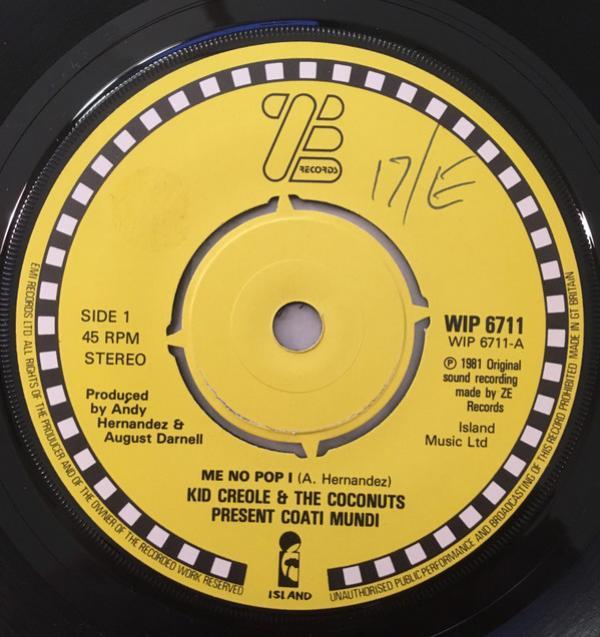 ZE
RECORDS
17/E
SIDE 1
45 RPM
STEREO
Produced
by Andy
Hernandez &
August Darnell
WIP 6711
WIP 6711-A
℗ 1981 Original
sound recording
made by ZE
Records
Island
Music Ltd
ME NO POP I (A. Hernandez)
KID CREOLE & THE COCONUTS
PRESENT COATI MUNDI
ISLAND
EMI RECORDS LTD ALL RIGHTS OF THE PRODUCER AND OF THE OWNER OF THE RECORDED WORK RESERVED
UNAUTHORISED PUBLIC PERFORMANCE AND BROADCASTING OF THIS RECORD PROHIBITED MADE IN GT BRITAIN